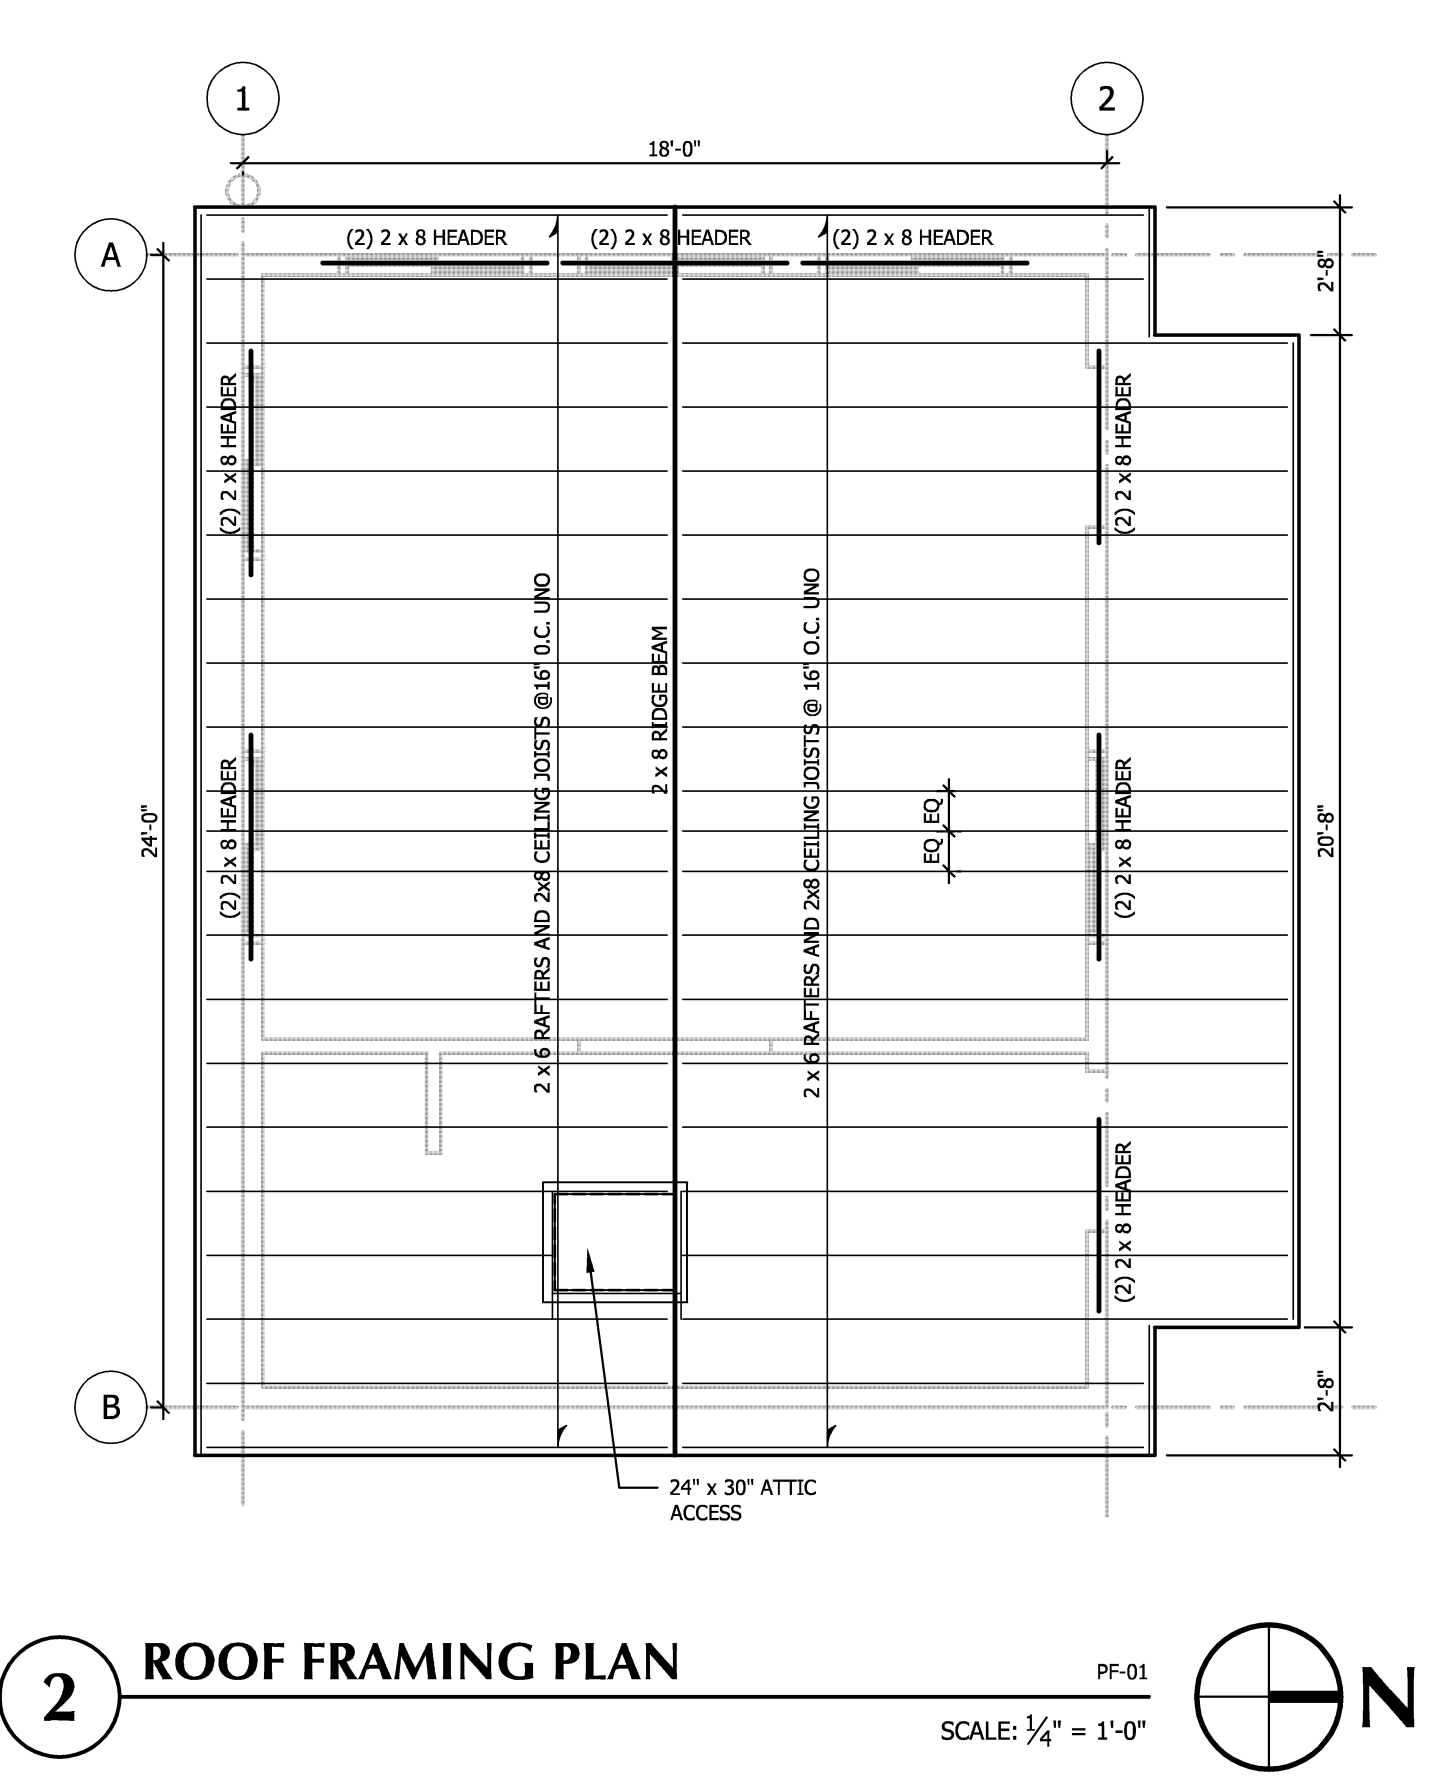 1
2
18'-0"
A
(2) 2 x 8 HEADER
(2) 2 x 8 HEADER
(2) 2 x 8 HEADER
2'-8"
(2) 2 x 8 HEADER
(2) 2 x 8 HEADER
2 x 6 RAFTERS AND 2x8 CEILING JOISTS @16" 0.C. UNO
2 x 8 RIDGE BEAM
2 x 6 RAFTERS AND 2x8 CEILING JOISTS @ 16" O.C. UNO
24'-0"
(2) 2 x 8 HEADER
EQ
EQ
(2) 2 x 8 HEADER
20'-8"
(2) 2 x 8 HEADER
B
2'-8"
24" x 30" ATTIC
ACCESS
2
ROOF FRAMING PLAN
PF-01
SCALE: 1/4" = 1'-0"
N